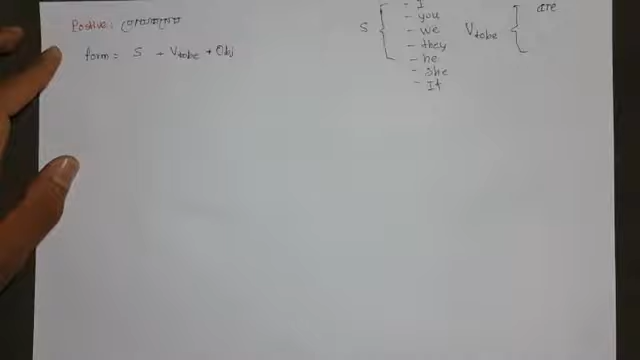 Positive:
form = S + Vtobe + Obj
S { - I
- you
- we
- they
- he
- she
- It
Vtobe { are